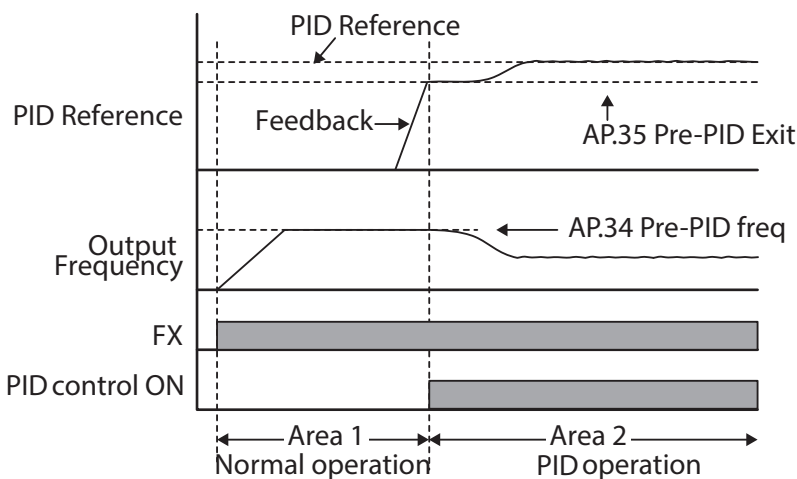 PID Reference
PID Reference
Feedback
AP.35 Pre-PID Exit
AP.34 Pre-PID freq
Output
Frequency
FX
PID control ON
Area 1
Area 2
Normal operation
PID operation